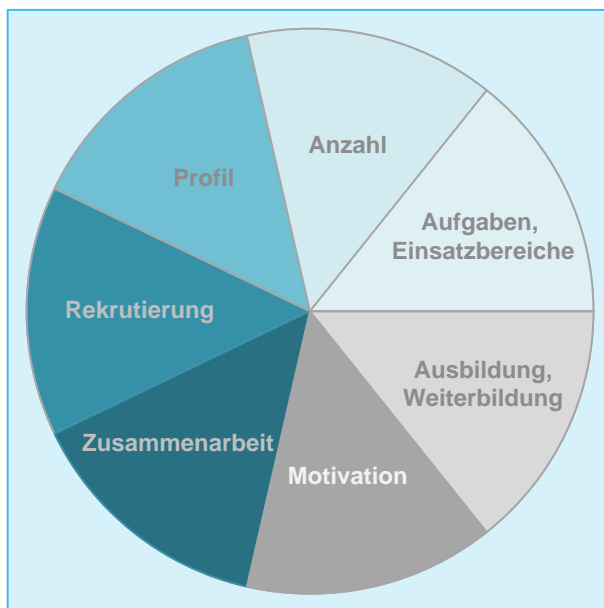 Anzahl
Profil
Aufgaben,
Einsatzbereiche
Rekrutierung
Ausbildung,
Weiterbildung
Zusammenarbeit
Motivation